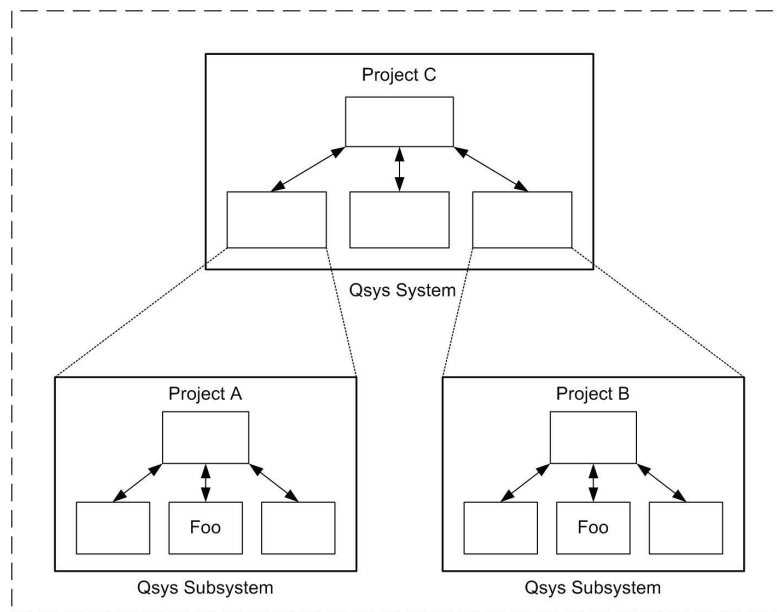 Project C
Qsys System
Project A
Project B
Foo
Foo
Qsys Subsystem
Qsys Subsystem